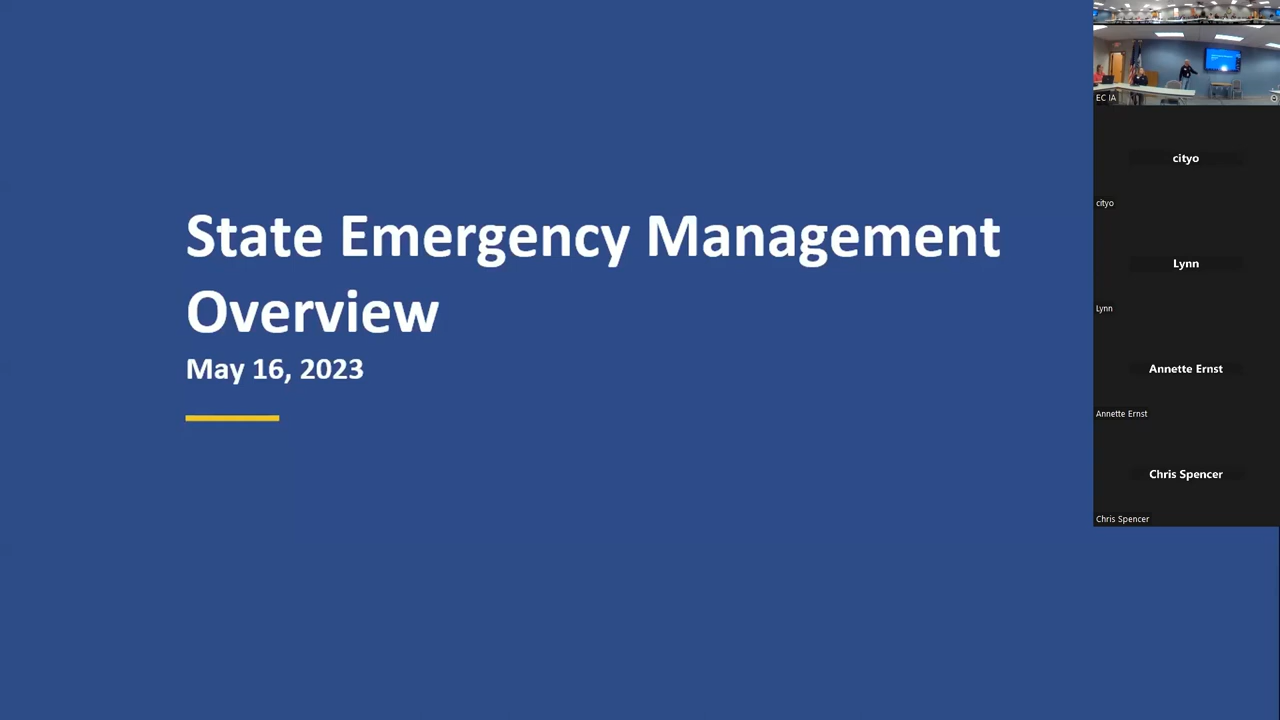 State Emergency Management
Overview
May 16, 2023
EC IA
cityo
cityo
Lynn
Lynn
Annette Ernst
Annette Ernst
Chris Spencer
Chris Spencer